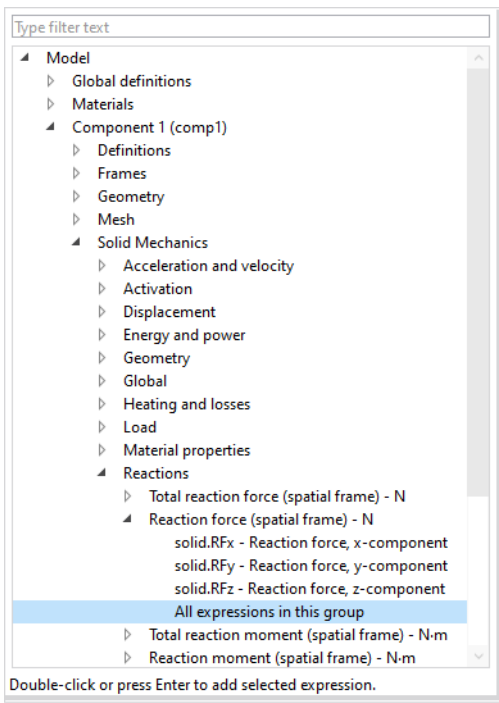 Type filter text
Model
Global definitions
Materials
Component 1 (comp1)
Definitions
Frames
Geometry
Mesh
Solid Mechanics
Acceleration and velocity
Activation
Displacement
Energy and power
Geometry
Global
Heating and losses
Load
Material properties
Reactions
Total reaction force (spatial frame) - N
Reaction force (spatial frame) - N
solid.RFx - Reaction force, x-component
solid.RFy - Reaction force, y-component
solid.RFz - Reaction force, z-component
All expressions in this group
Total reaction moment (spatial frame) - N·m
Reaction moment (spatial frame) - N·m
Double-click or press Enter to add selected expression.